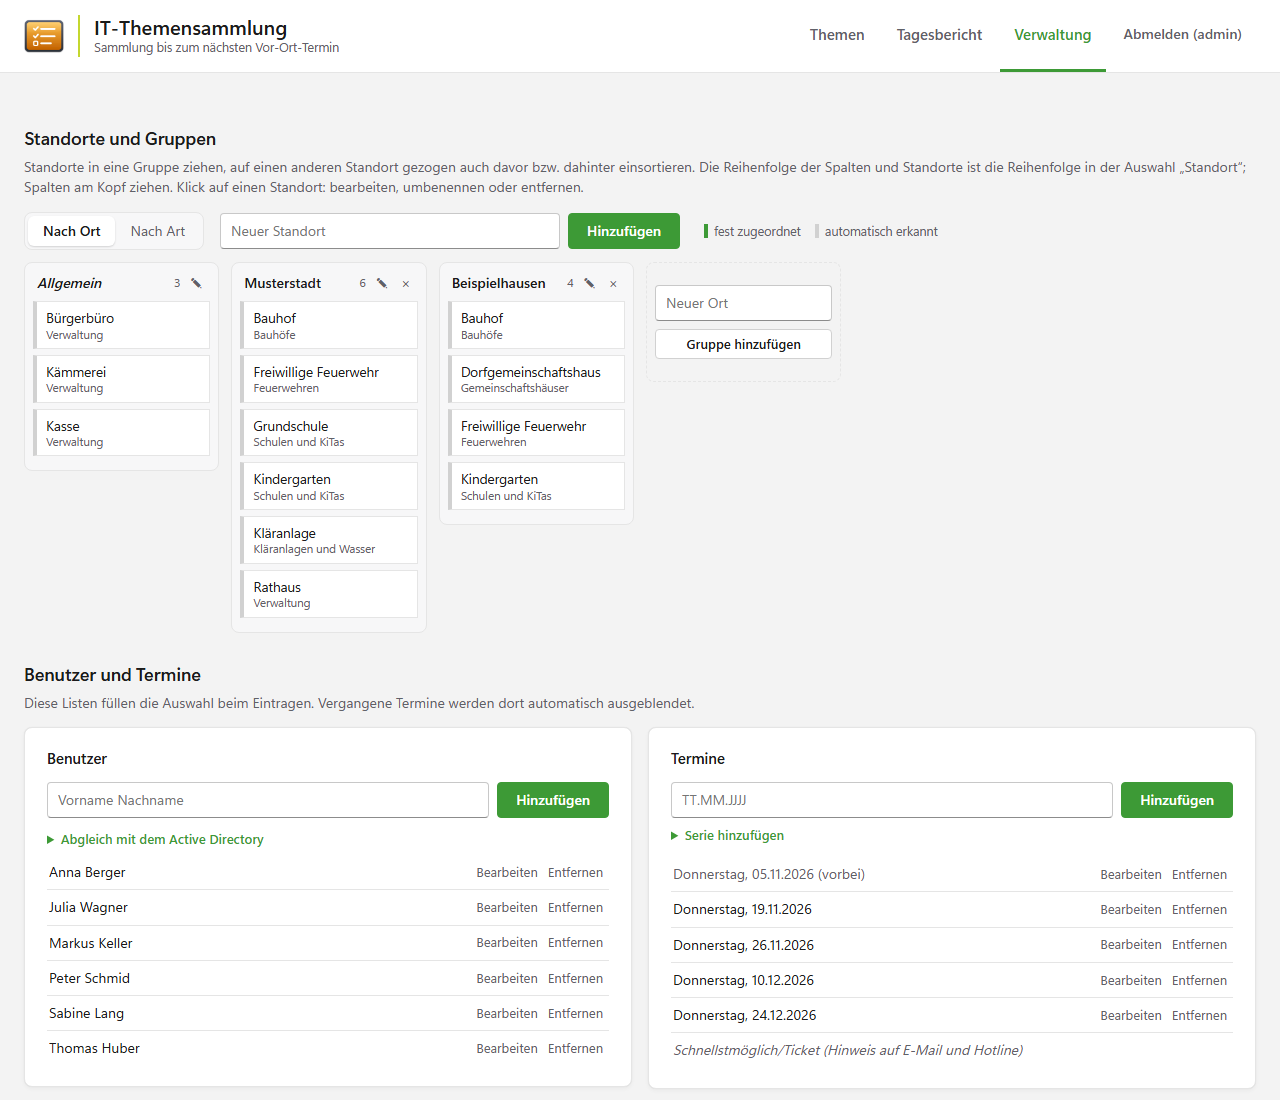 IT-Themensammlung
Sammlung bis zum nächsten Vor-Ort-Termin
Themen
Tagesbericht
Verwaltung
Abmelden (admin)
Standorte und Gruppen
Standorte in eine Gruppe ziehen, auf einen anderen Standort gezogen auch davor bzw. dahinter einsortieren. Die Reihenfolge der Spalten und Standorte ist die Reihenfolge in der Auswahl „Standort“;
Spalten am Kopf ziehen. Klick auf einen Standort: bearbeiten, umbenennen oder entfernen.
Nach Ort
Nach Art
Neuer Standort
Hinzufügen
fest zugeordnet
automatisch erkannt
Allgemein 3
Bürgerbüro
Verwaltung
Kämmerei
Verwaltung
Kasse
Verwaltung
Musterstadt 6 ×
Bauhof
Bauhöfe
Freiwillige Feuerwehr
Feuerwehren
Grundschule
Schulen und KiTas
Kindergarten
Schulen und KiTas
Kläranlage
Kläranlagen und Wasser
Rathaus
Verwaltung
Beispielhausen 4 ×
Bauhof
Bauhöfe
Dorfgemeinschaftshaus
Gemeinschaftshäuser
Freiwillige Feuerwehr
Feuerwehren
Kindergarten
Schulen und KiTas
Neuer Ort
Gruppe hinzufügen
Benutzer und Termine
Diese Listen füllen die Auswahl beim Eintragen. Vergangene Termine werden dort automatisch ausgeblendet.
Benutzer
Vorname Nachname
Hinzufügen
Abgleich mit dem Active Directory
Anna Berger Bearbeiten Entfernen
Julia Wagner Bearbeiten Entfernen
Markus Keller Bearbeiten Entfernen
Peter Schmid Bearbeiten Entfernen
Sabine Lang Bearbeiten Entfernen
Thomas Huber Bearbeiten Entfernen
Termine
TT.MM.JJJJ
Hinzufügen
Serie hinzufügen
Donnerstag, 05.11.2026 (vorbei) Bearbeiten Entfernen
Donnerstag, 19.11.2026 Bearbeiten Entfernen
Donnerstag, 26.11.2026 Bearbeiten Entfernen
Donnerstag, 10.12.2026 Bearbeiten Entfernen
Donnerstag, 24.12.2026 Bearbeiten Entfernen
Schnellstmöglich/Ticket (Hinweis auf E-Mail und Hotline)